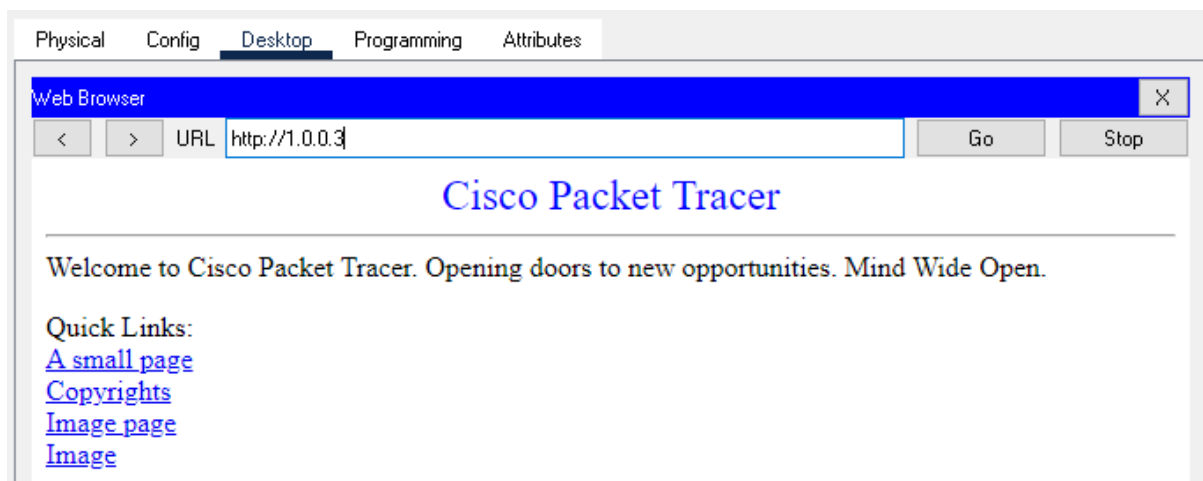 Physical Config Desktop Programming Attributes
Web Browser X
< > URL http://1.0.0.3 Go Stop
Cisco Packet Tracer
Welcome to Cisco Packet Tracer. Opening doors to new opportunities. Mind Wide Open.
Quick Links:
A small page
Copyrights
Image page
Image